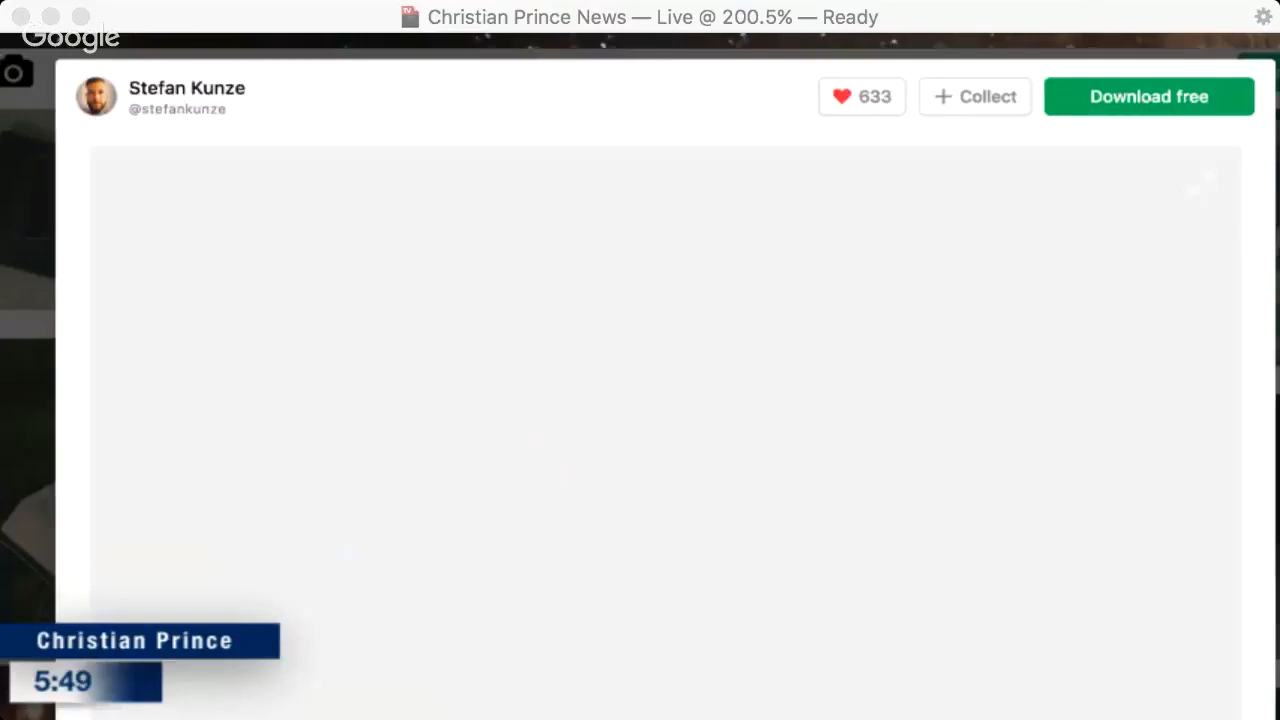 Christian Prince News — Live @ 200.5% — Ready
Google
Stefan Kunze
@stefankunze
633
+ Collect
Download free
Christian Prince
5:49